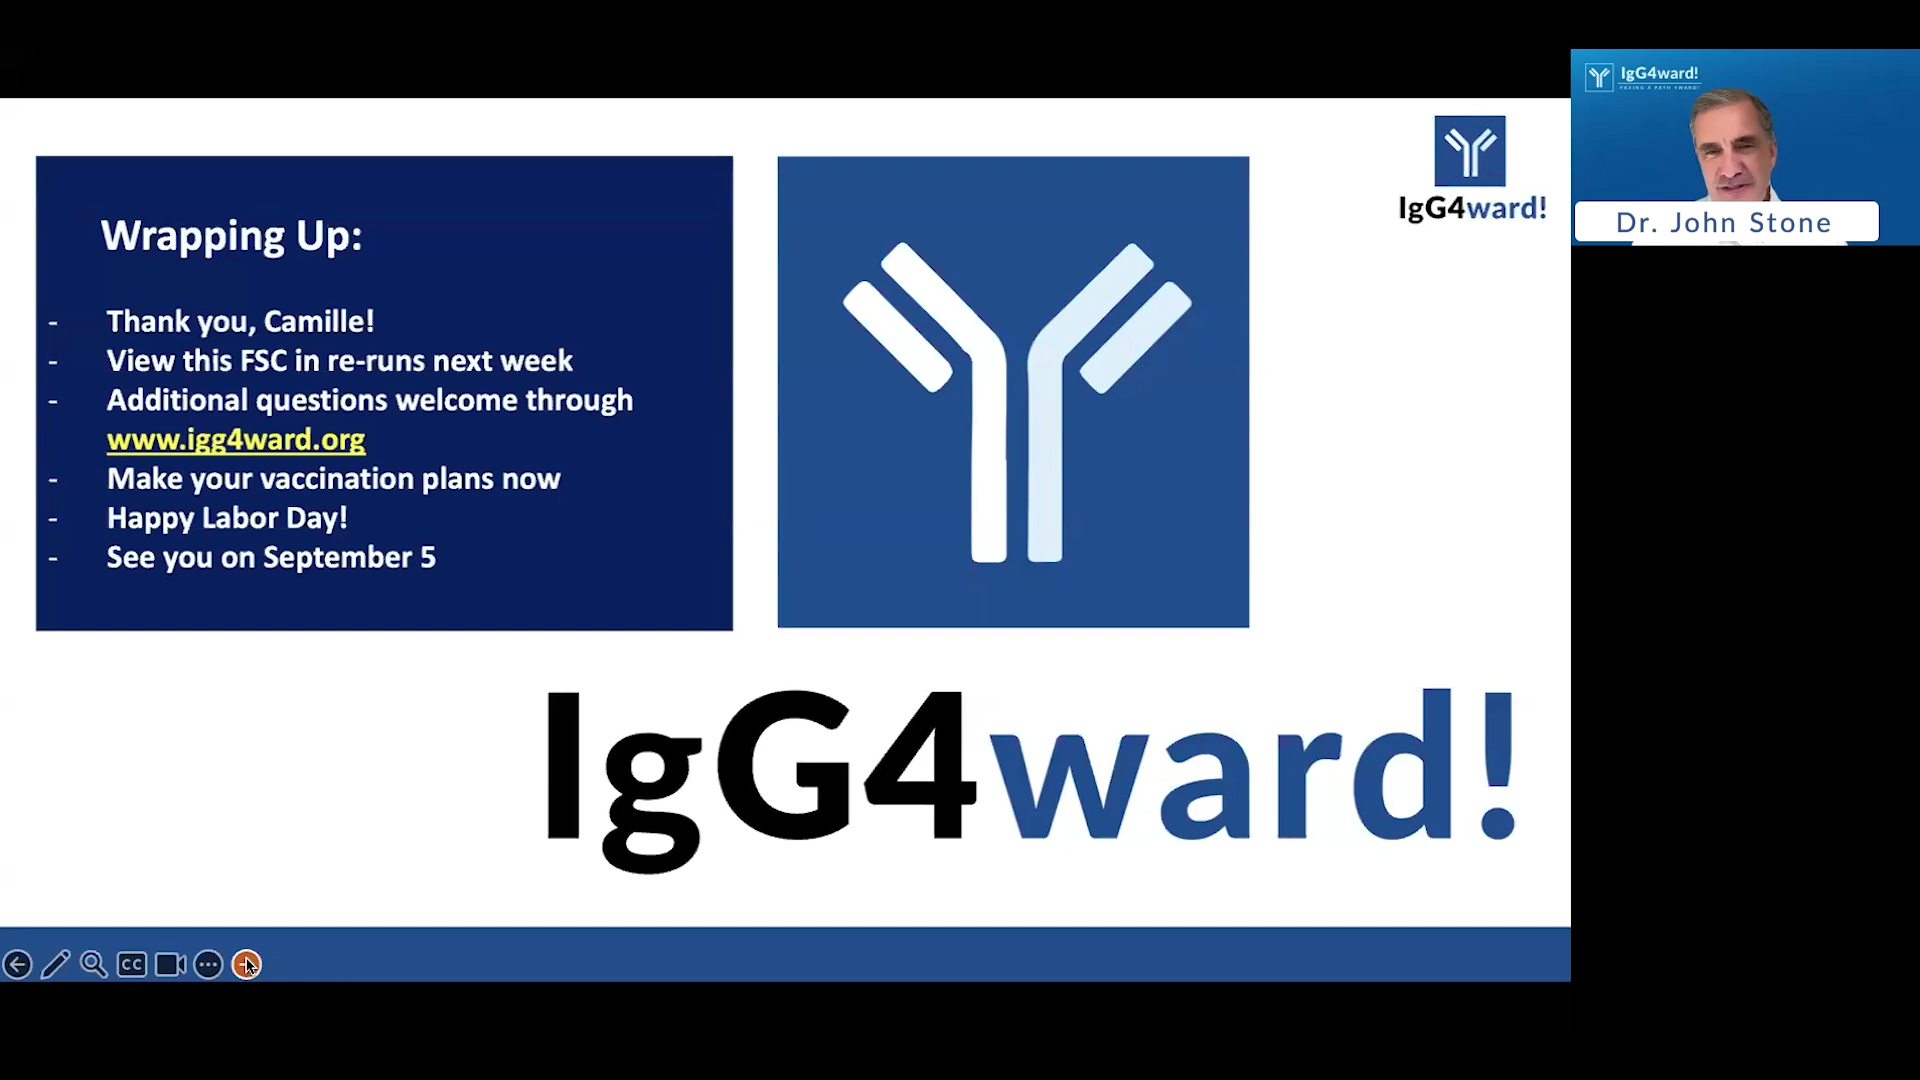 Wrapping Up:
- Thank you, Camille!
- View this FSC in re-runs next week
- Additional questions welcome through
www.igg4ward.org
- Make your vaccination plans now
- Happy Labor Day!
- See you on September 5
IgG4ward!
IgG4ward!
IgG4ward!
Dr. John Stone
CC